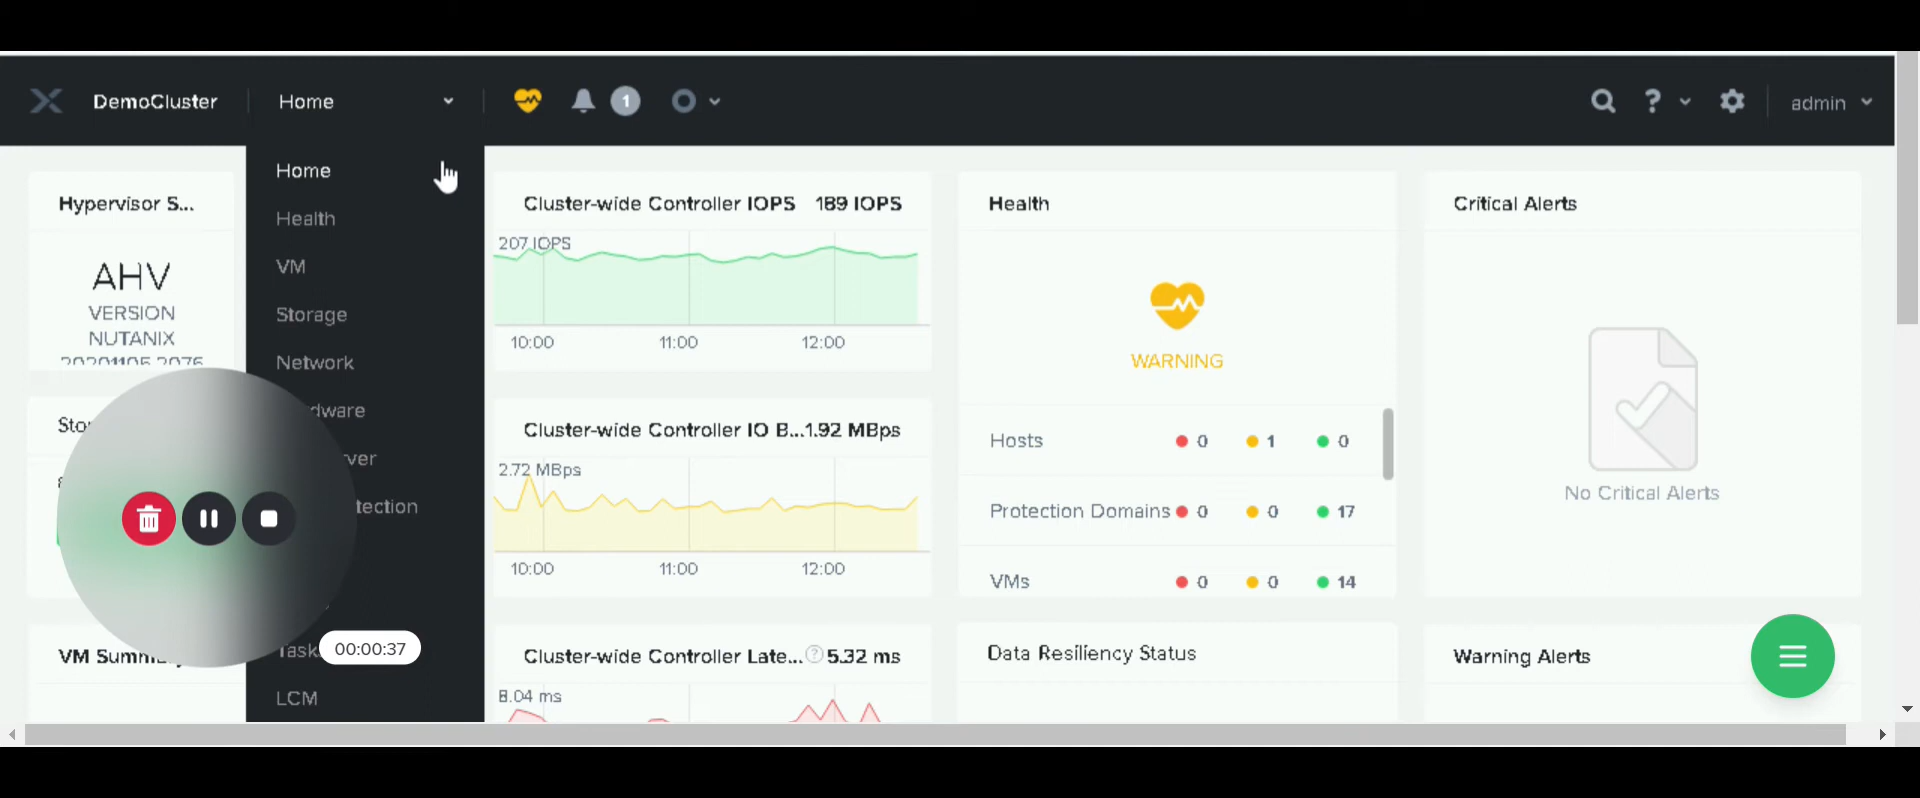 DemoCluster Home 1 ? admin
Home
Health
VM
Storage
Network
dware
ver
tection
LCM
Hypervisor S...
AHV
VERSION
NUTANIX
Cluster-wide Controller IOPS 189 IOPS
207 IOPS
10:00 11:00 12:00
Cluster-wide Controller IO B...1.92 MBps
2.72 MBps
10:00 11:00 12:00
Cluster-wide Controller Late... ? 5.32 ms
8.04 ms
Health
WARNING
Hosts 0 1 0
Protection Domains 0 0 17
VMs 0 0 14
Data Resiliency Status
Critical Alerts
No Critical Alerts
Warning Alerts
VM Summ
00:00:37